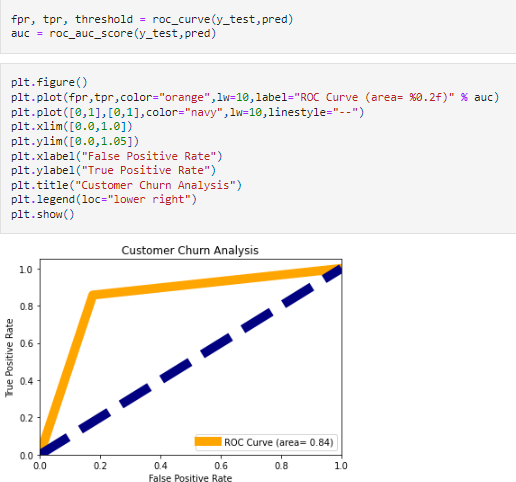 fpr, tpr, threshold = roc_curve(y_test,pred)
auc = roc_auc_score(y_test,pred)
plt.figure()
plt.plot(fpr,tpr,color="orange",lw=10,label="ROC Curve (area= %0.2f)" % auc)
plt.plot([0,1],[0,1],color="navy",lw=10,linestyle="--")
plt.xlim([0.0,1.0])
plt.ylim([0.0,1.05])
plt.xlabel("False Positive Rate")
plt.ylabel("True Positive Rate")
plt.title("Customer Churn Analysis")
plt.legend(loc="lower right")
plt.show()
Customer Churn Analysis
True Positive Rate
1.0
0.8
0.6
0.4
0.2
0.0
ROC Curve (area= 0.84)
0.0 0.2 0.4 0.6 0.8 1.0
False Positive Rate